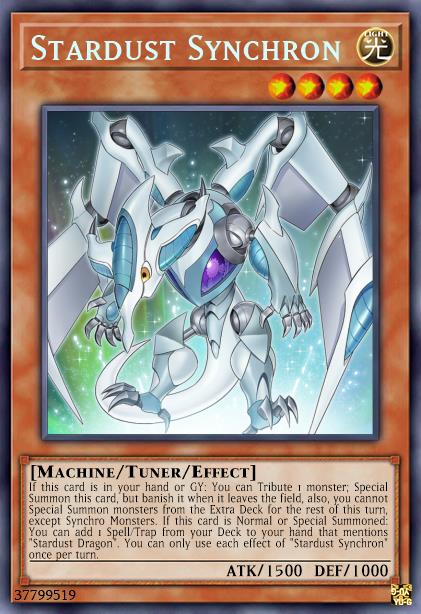 STARDUST SYNCHRON
LIGHT
光
[MACHINE/TUNER/EFFECT]
If this card is in your hand or GY: You can Tribute 1 monster; Special
Summon this card, but banish it when it leaves the field, also, you cannot
Special Summon monsters from the Extra Deck for the rest of this turn,
except Synchro Monsters. If this card is Normal or Special Summoned:
You can add 1 Spell/Trap from your Deck to your hand that mentions
"Stardust Dragon". You can only use each effect of "Stardust Synchron"
once per turn.
ATK/1500 DEF/1000
37799519